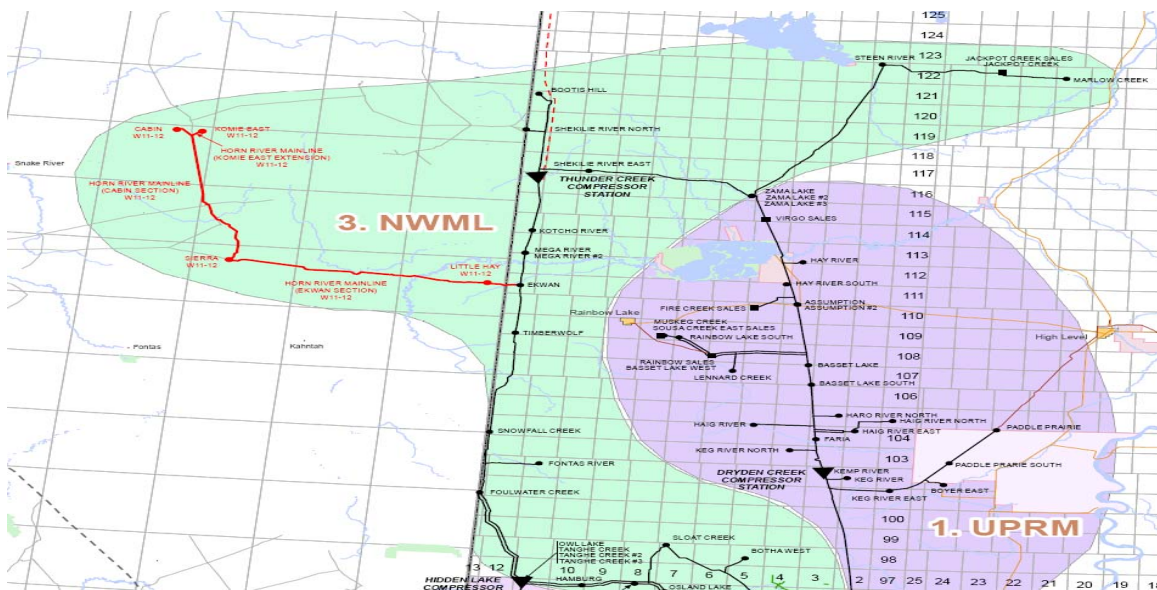 125
124
STEEN RIVER
123
JACKPOT CREEK SALES
JACKPOT CREEK
122
MARLOW CREEK
BOOTIS HILL
121
120
CABIN
W11-12
KOMIE EAST
W11-12
SHEKILIE RIVER NORTH
119
HORN RIVER MAINLINE
(KOMIE EAST EXTENSION)
W11-12
118
Snake River
SHEKILIE RIVER EAST
117
THUNDER CREEK
COMPRESSOR
STATION
HORN RIVER MAINLINE
(CABIN SECTION)
W11-12
ZAMA LAKE
ZAMA LAKE #2
ZAMA LAKE #3
116
VIRGO SALES
115
3. NWML
KOTCHO RIVER
114
MEGA RIVER
MEGA RIVER #2
113
SIERRA
W11-12
HAY RIVER
LITTLE HAY
W11-12
112
HORN RIVER MAINLINE
(EKWAN SECTION)
W11-12
EKWAN
HAY RIVER SOUTH
111
ASSUMPTION
ASSUMPTION #2
FIRE CREEK SALES
Rainbow Lake
110
MUSKEG CREEK
SOUSA CREEK EAST SALES
RAINBOW LAKE SOUTH
109
High Level
TIMBERWOLF
Fontas
Kahntah
108
RAINBOW SALES
BASSET LAKE WEST
BASSET LAKE
LENNARD CREEK
107
BASSET LAKE SOUTH
106
HARO RIVER NORTH
HAIG RIVER NORTH
HAIG RIVER
HAIG RIVER EAST
SNOWFALL CREEK
PADDLE PRAIRIE
FARIA
104
KEG RIVER NORTH
103
FONTAS RIVER
PADDLE PRARIE SOUTH
DRYDEN CREEK
COMPRESSOR
STATION
KEMP RIVER
KEG RIVER
BOYER EAST
FOULWATER CREEK
KEG RIVER EAST
100
1. UPRM
99
OWL LAKE
TANGHE CREEK
TANGHE CREEK #2
TANGHE CREEK #3
SLOAT CREEK
BOTHA WEST
98
13 12 10 9 8 7 6 5 4 3 2 97 25 24 23 22 21 20 19 18
HIDDEN LAKE
COMPRESSOR
HAMBURG
OSLAND LAKE